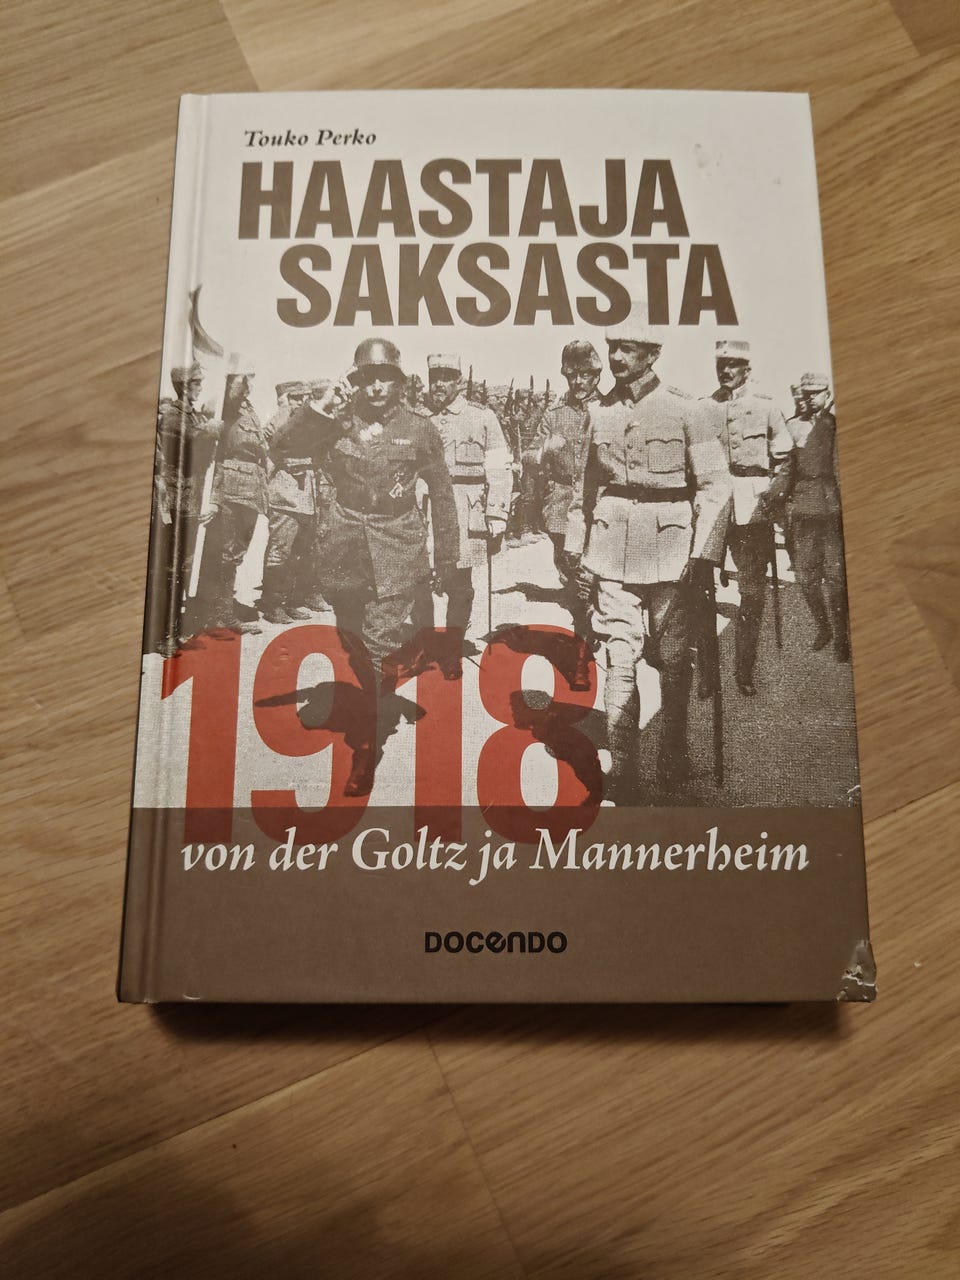 Touko Perko
HAASTAJA
SAKSASTA
1918
von der Goltz ja Mannerheim
DOCENDO